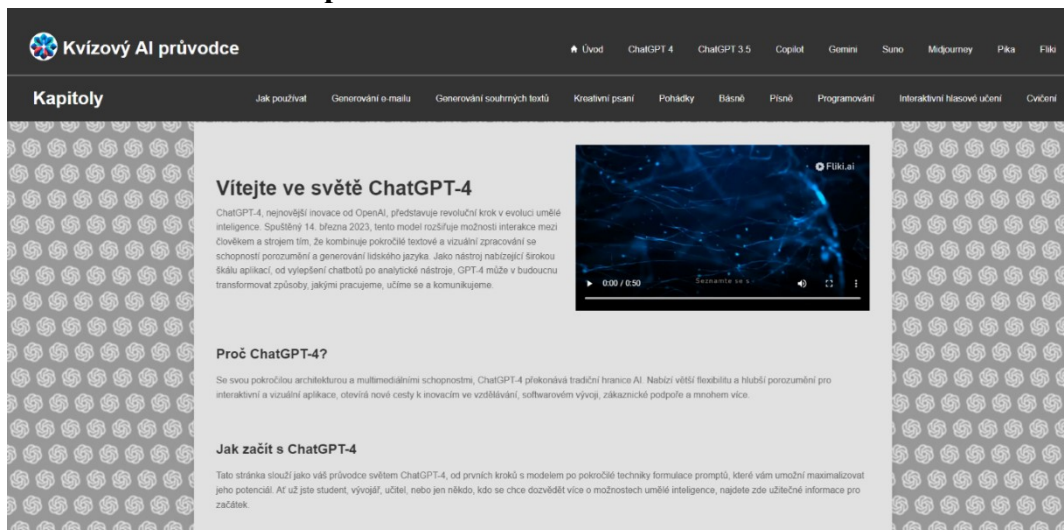 Kvízový AI průvodce
Úvod ChatGPT 4 ChatGPT 3.5 Copilot Gemini Suno Midjourney Pika Fliki
Kapitoly
Jak používat Generování e-mailu Generování souhrných textů Kreativní psaní Pohádky Básně Písně Programování Interaktivní hlasové učení Cvičení
Vítejte ve světě ChatGPT-4
ChatGPT-4, nejnovější inovace od OpenAI, představuje revoluční krok v evoluci umělé
inteligence. Spuštěný 14. března 2023, tento model rozšiřuje možnosti interakce mezi
člověkem a strojem tím, že kombinuje pokročilé textové a vizuální zpracování se
schopností porozumění a generování lidského jazyka. Jako nástroj nabízející širokou
škálu aplikací, od vylepšení chatbotů po analytické nástroje, GPT-4 může v budoucnu
transformovat způsoby, jakými pracujeme, učíme se a komunikujeme.
Fliki.ai
Seznamte se s
0:00 / 0:50
Proč ChatGPT-4?
Se svou pokročilou architekturou a multimediálními schopnostmi, ChatGPT-4 překonává tradiční hranice AI. Nabízí větší flexibilitu a hlubší porozumění pro
interaktivní a vizuální aplikace, otevírá nové cesty k inovacím ve vzdělávání, softwarovém vývoji, zákaznické podpoře a mnohem více.
Jak začít s ChatGPT-4
Tato stránka slouží jako váš průvodce světem ChatGPT-4, od prvních kroků s modelem po pokročilé techniky formulace promptů, které vám umožní maximalizovat
jeho potenciál. Ať už jste student, vývojář, učitel, nebo jen někdo, kdo se chce dozvědět více o možnostech umělé inteligence, najdete zde užitečné informace pro
začátek.